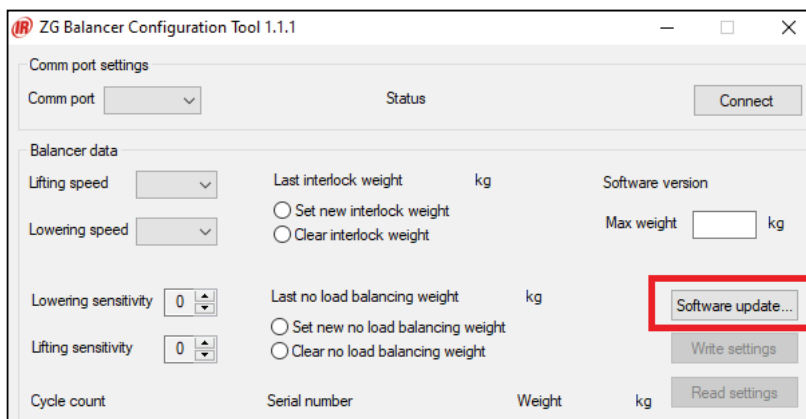 IR ZG Balancer Configuration Tool 1.1.1
Comm port settings
Comm port Status Connect
Balancer data
Lifting speed Last interlock weight kg Software version
Set new interlock weight
Lowering speed Clear interlock weight Max weight kg
Lowering sensitivity 0 Last no load balancing weight kg Software update...
Set new no load balancing weight
Lifting sensitivity 0 Clear no load balancing weight Write settings
Cycle count Serial number Weight kg Read settings